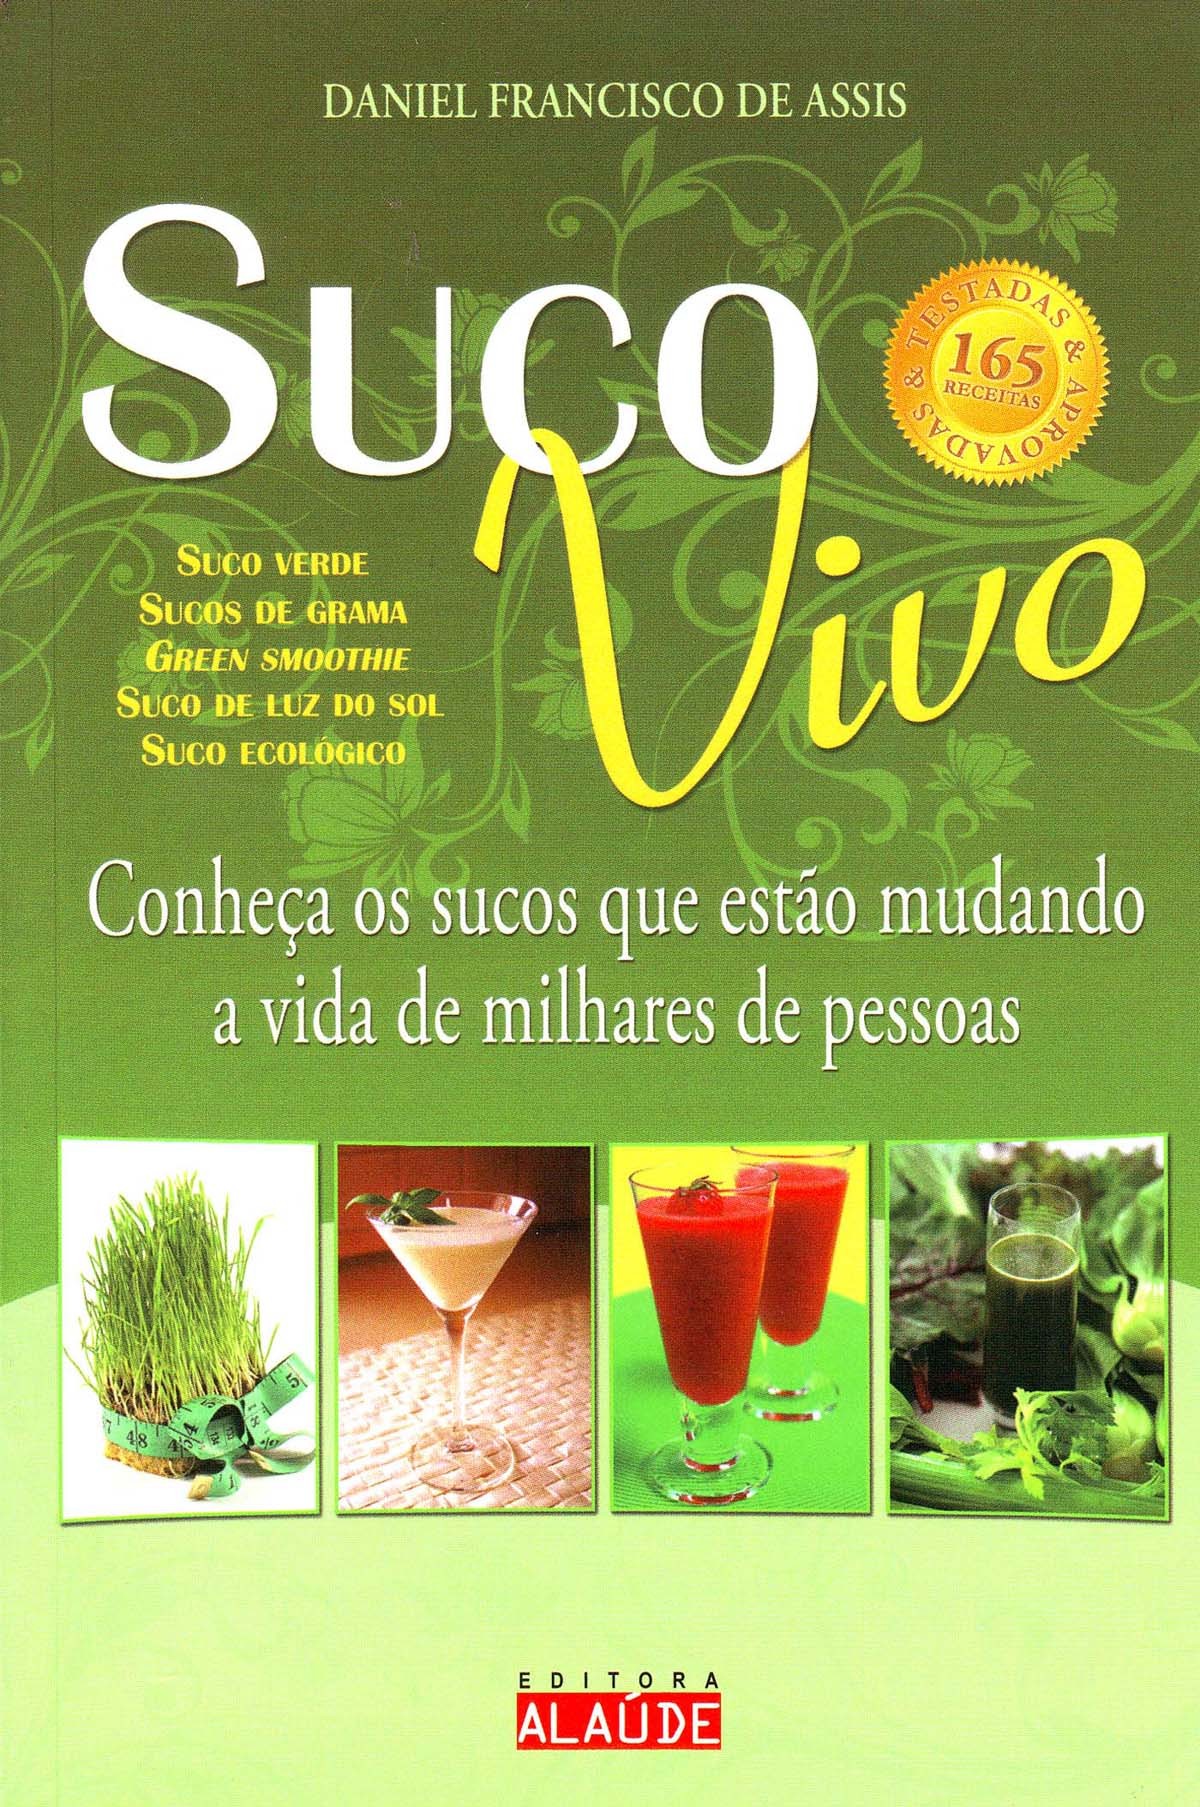 DANIEL FRANCISCO DE ASSIS
SUCO
Vivo
& TESTADAS & APROVADAS
165
RECEITAS
SUCO VERDE
SUCOS DE GRAMA
GREEN SMOOTHIE
SUCO DE LUZ DO SOL
SUCO ECOLÓGICO
Conheça os sucos que estão mudando
a vida de milhares de pessoas
EDITORA
ALAÚDE